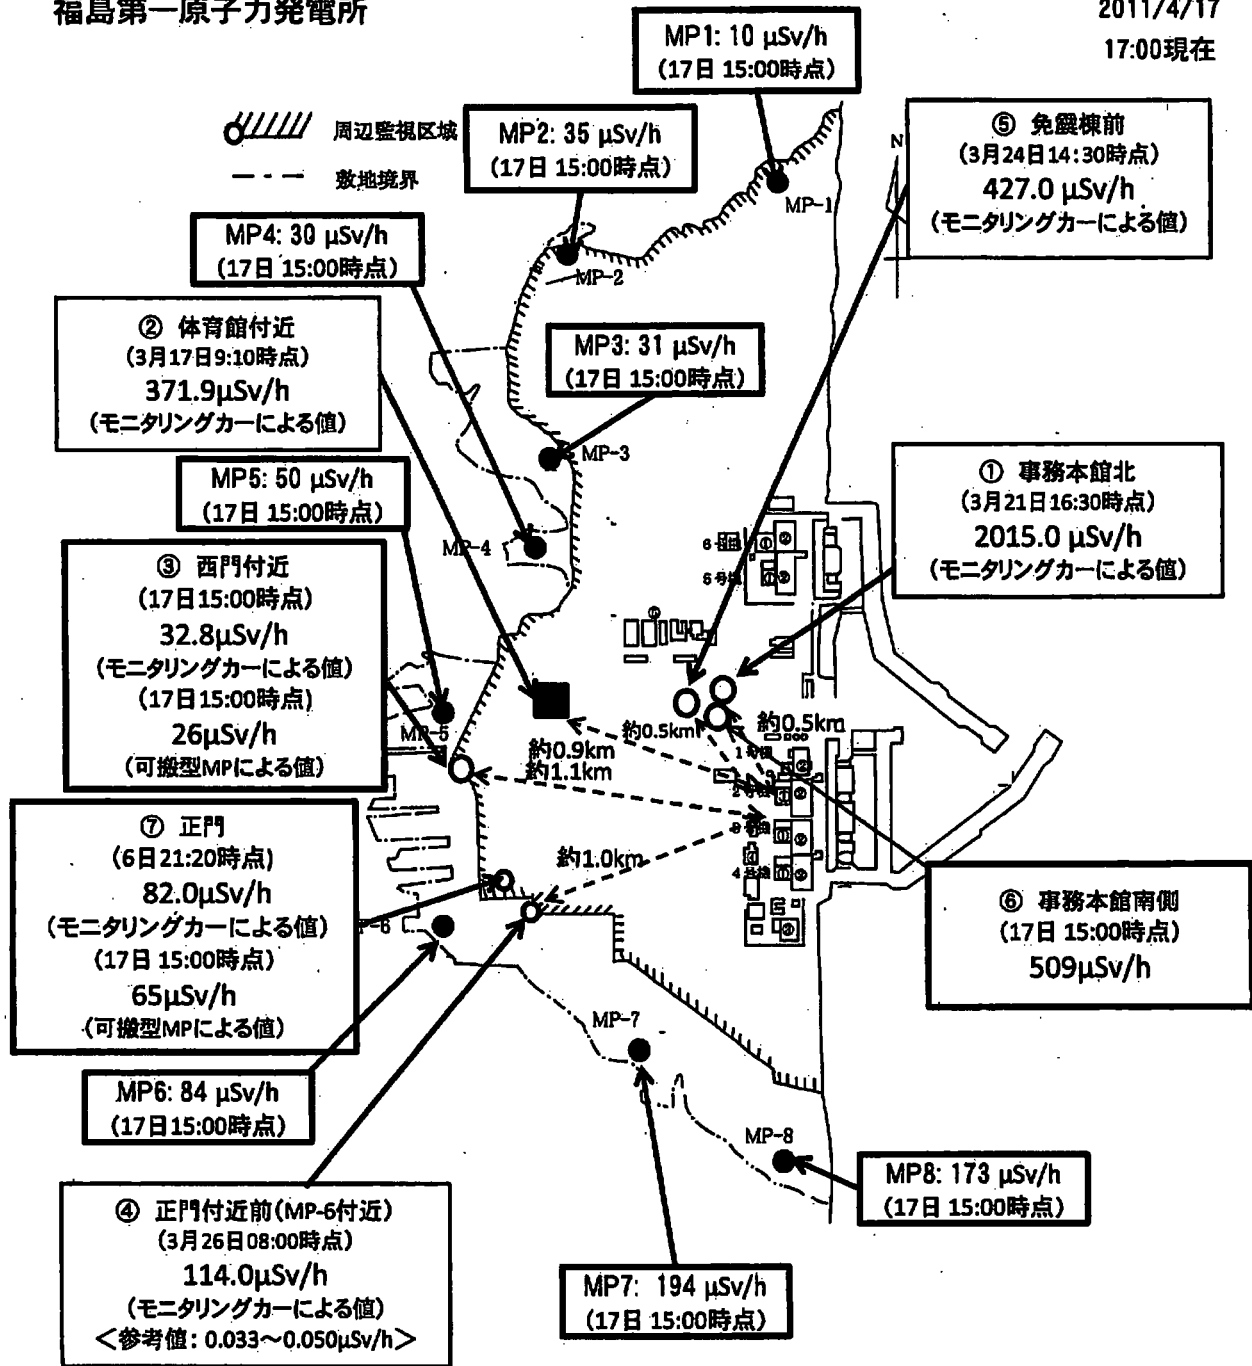 福島第一原子力発電所
2011/4/17
17:00現在
MP1: 10 μSv/h
(17日 15:00時点)
周辺監視区域
敷地境界
MP2: 35 μSv/h
(17日 15:00時点)
⑤ 免震棟前
(3月24日14:30時点)
427.0 μSv/h
(モニタリングカーによる値)
N
MP-1
MP4: 30 μSv/h
(17日 15:00時点)
MP-2
② 体育館付近
(3月17日9:10時点)
371.9μSv/h
(モニタリングカーによる値)
MP3: 31 μSv/h
(17日 15:00時点)
MP-3
MP5: 50 μSv/h
(17日 15:00時点)
① 事務本館北
(3月21日16:30時点)
2015.0 μSv/h
(モニタリングカーによる値)
MP-4
6号機
5号機
③ 西門付近
(17日15:00時点)
32.8μSv/h
(モニタリングカーによる値)
(17日15:00時点)
26μSv/h
(可搬型MPによる値)
MP-5
約0.5km
約0.5km
約0.9km
約1.1km
1号機
2号機
3号機
4号機
約1.0km
⑦ 正門
(6日21:20時点)
82.0μSv/h
(モニタリングカーによる値)
(17日 15:00時点)
65μSv/h
(可搬型MPによる値)
-6
⑥ 事務本館南側
(17日 15:00時点)
509μSv/h
MP-7
MP6: 84 μSv/h
(17日15:00時点)
MP-8
MP8: 173 μSv/h
(17日 15:00時点)
④ 正門付近前(MP-6付近)
(3月26日08:00時点)
114.0μSv/h
(モニタリングカーによる値)
<参考値: 0.033~0.050μSv/h>
MP7: 194 μSv/h
(17日 15:00時点)